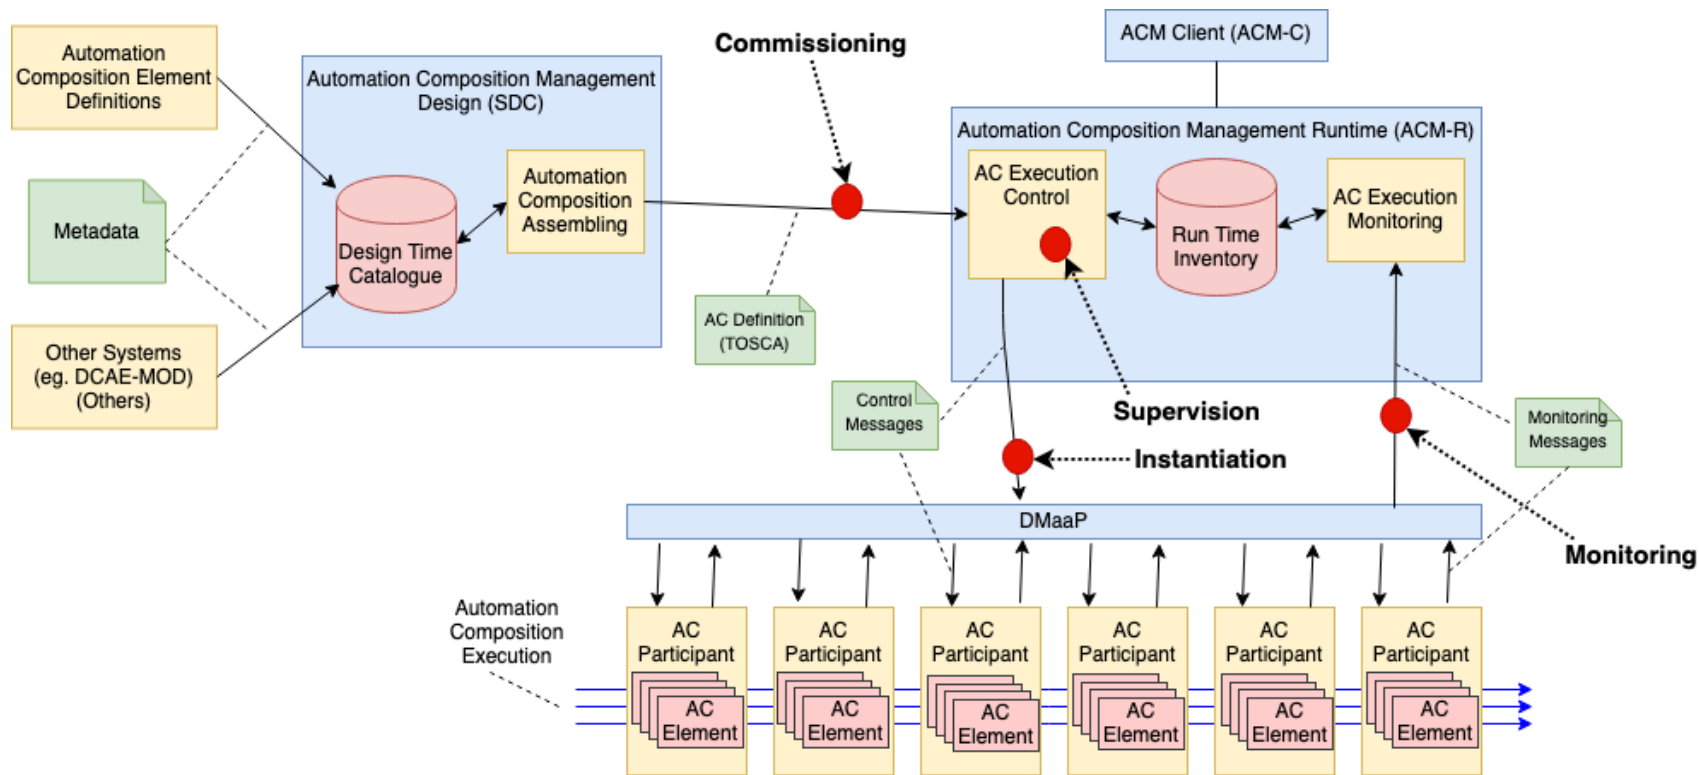 Automation
Composition Element
Definitions
Metadata
Other Systems
(eg. DCAE-MOD)
(Others)
Automation Composition Management
Design (SDC)
Design Time
Catalogue
Automation
Composition
Assembling
Commissioning
AC Definition
(TOSCA)
ACM Client (ACM-C)
Automation Composition Management Runtime (ACM-R)
AC Execution
Control
Run Time
Inventory
AC Execution
Monitoring
Supervision
Control
Messages
Instantiation
Monitoring
Messages
Monitoring
DMaaP
Automation
Composition
Execution
AC
Participant
AC
Element
AC
Participant
AC
Element
AC
Participant
AC
Element
AC
Participant
AC
Element
AC
Participant
AC
Element
AC
Participant
AC
Element